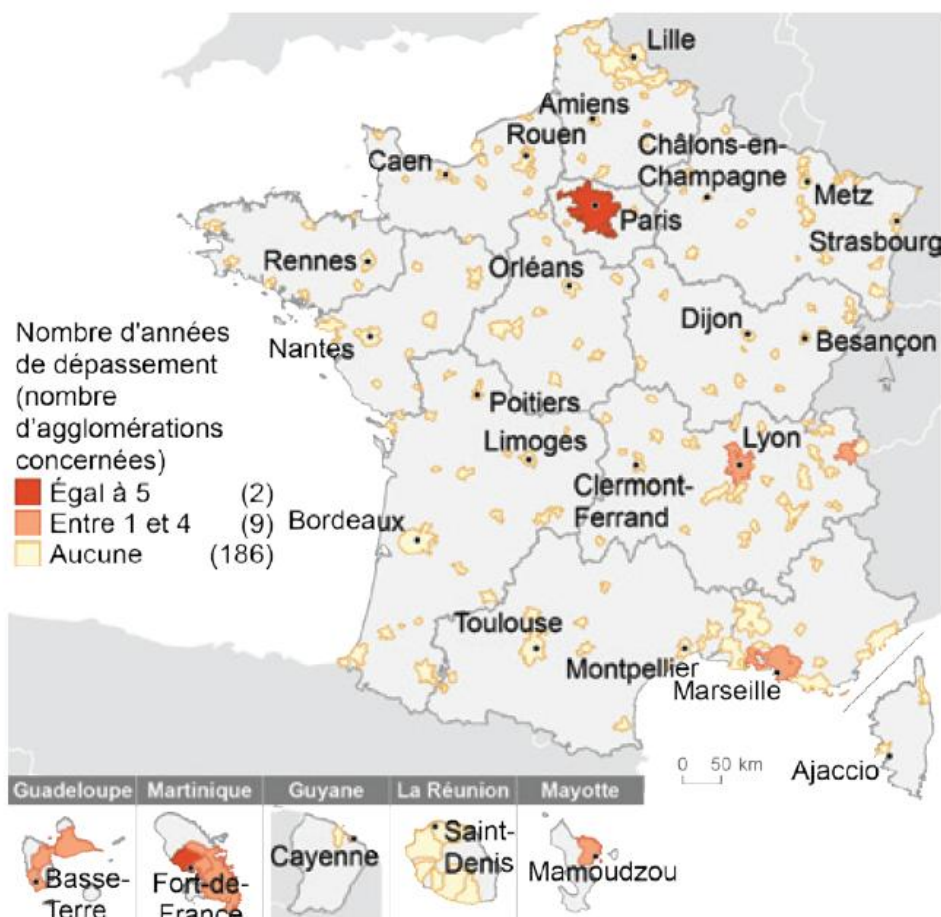 Lille
Amiens
Rouen
Châlons-en-
Champagne
Caen
Metz
Paris
Strasbourg
Rennes
Orléans
Nombre d'années
de dépassement
(nombre
d'agglomérations
concernées)
Égal à 5 (2)
Entre 1 et 4 (9)
Aucune (186)
Nantes
Dijon
Besançon
N
Poitiers
Limoges
Lyon
Clermont-
Ferrand
Bordeaux
Toulouse
Montpellier
Marseille
0 50 km
Ajaccio
Guadeloupe Martinique Guyane La Réunion Mayotte
Basse-
Terre
Fort-de-
France
Cayenne
Saint-
Denis
Mamoudzou